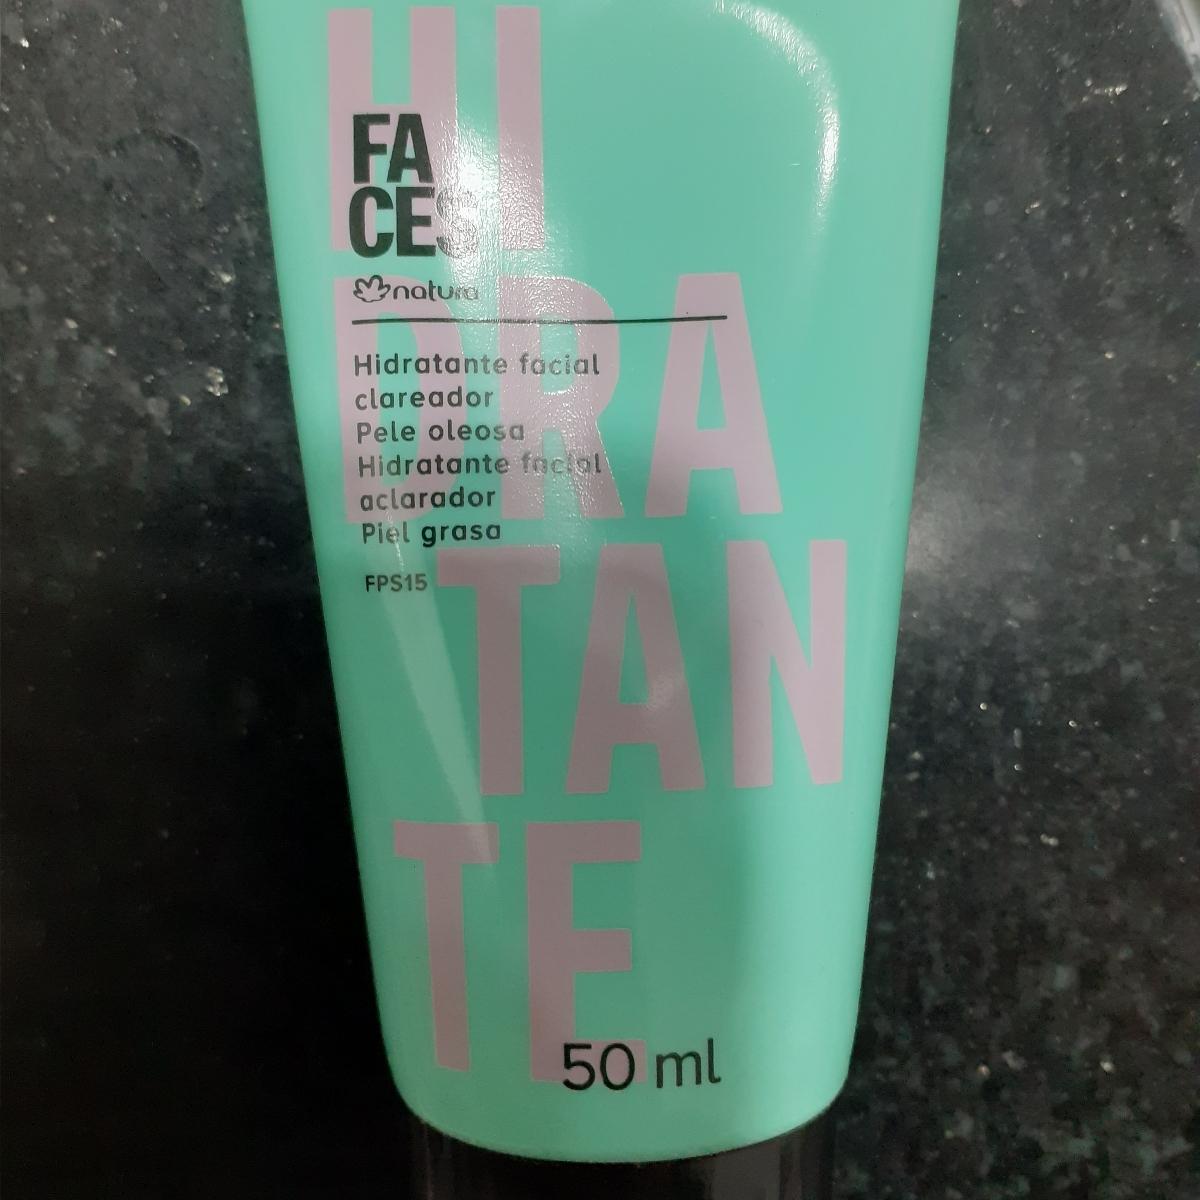 HI
DRA
TAN
TE
FA
CES
natura
Hidratante facial
clareador
Pele oleosa
Hidratante facial
aclarador
Piel grasa
FPS15
50 ml